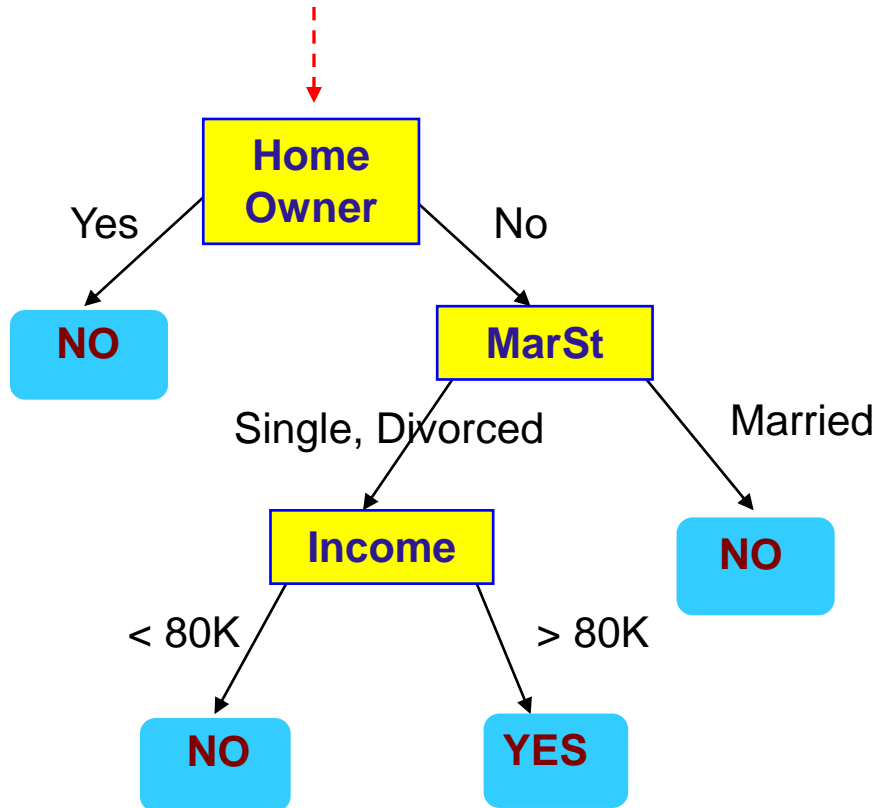 Home
Owner
Yes
No
NO
MarSt
Single, Divorced
Married
Income
NO
< 80K
> 80K
NO
YES